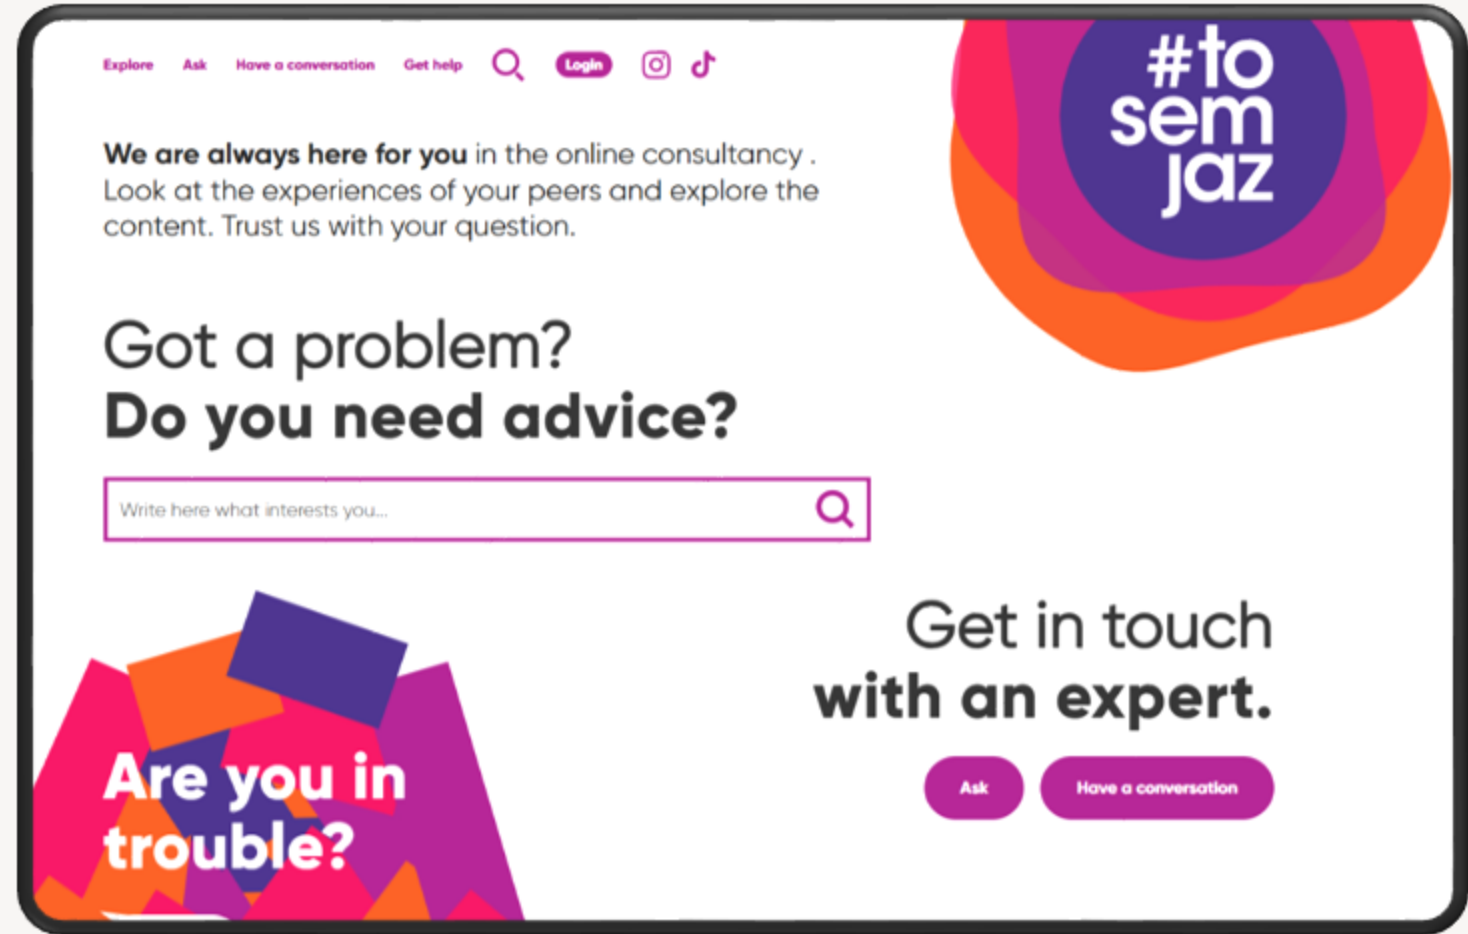 Explore Ask Have a conversation Get help Login
#to
sem
jaz
We are always here for you in the online consultancy .
Look at the experiences of your peers and explore the
content. Trust us with your question.
Got a problem?
Do you need advice?
Write here what interests you...
Get in touch
with an expert.
Ask Have a conversation
Are you in
trouble?